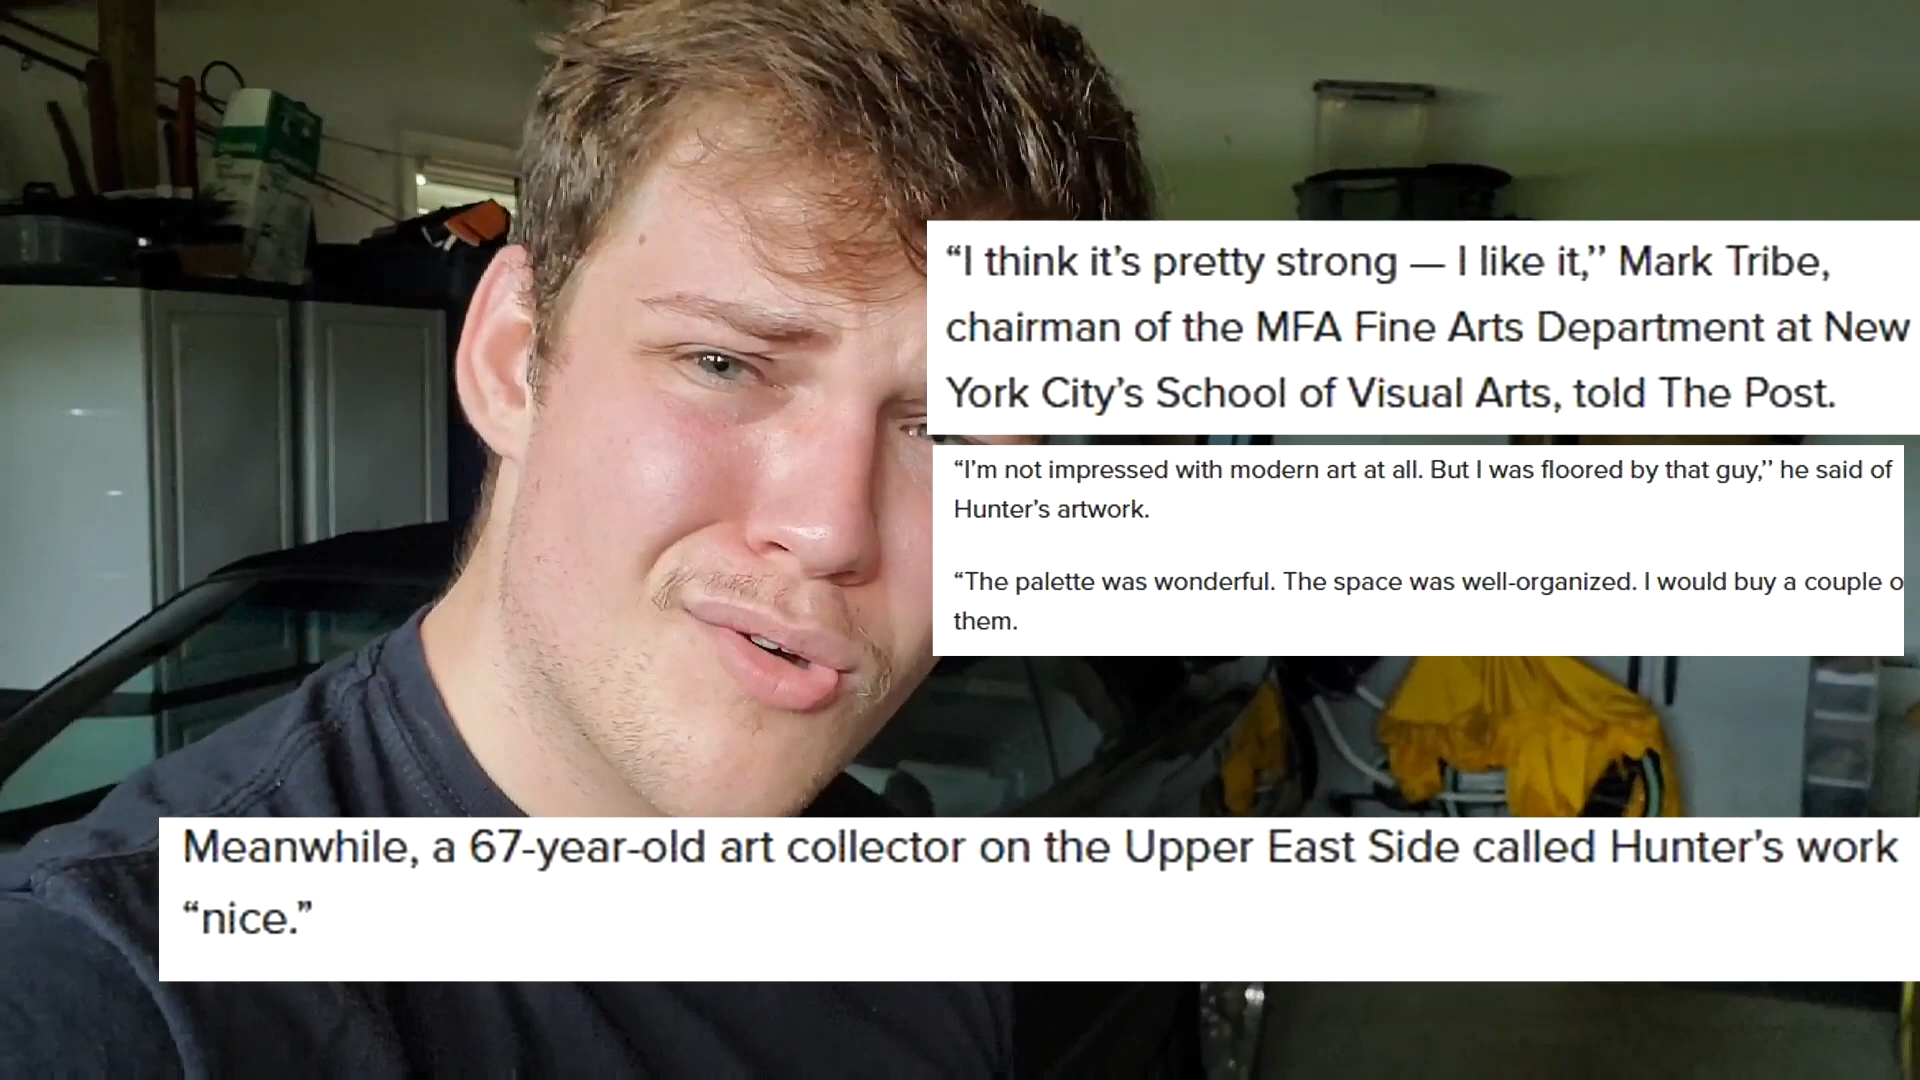 “I think it’s pretty strong — I like it,’’ Mark Tribe,
chairman of the MFA Fine Arts Department at New
York City’s School of Visual Arts, told The Post.
“I’m not impressed with modern art at all. But I was floored by that guy,’’ he said of
Hunter’s artwork.
“The palette was wonderful. The space was well-organized. I would buy a couple o
them.
Meanwhile, a 67-year-old art collector on the Upper East Side called Hunter’s work
“nice.”